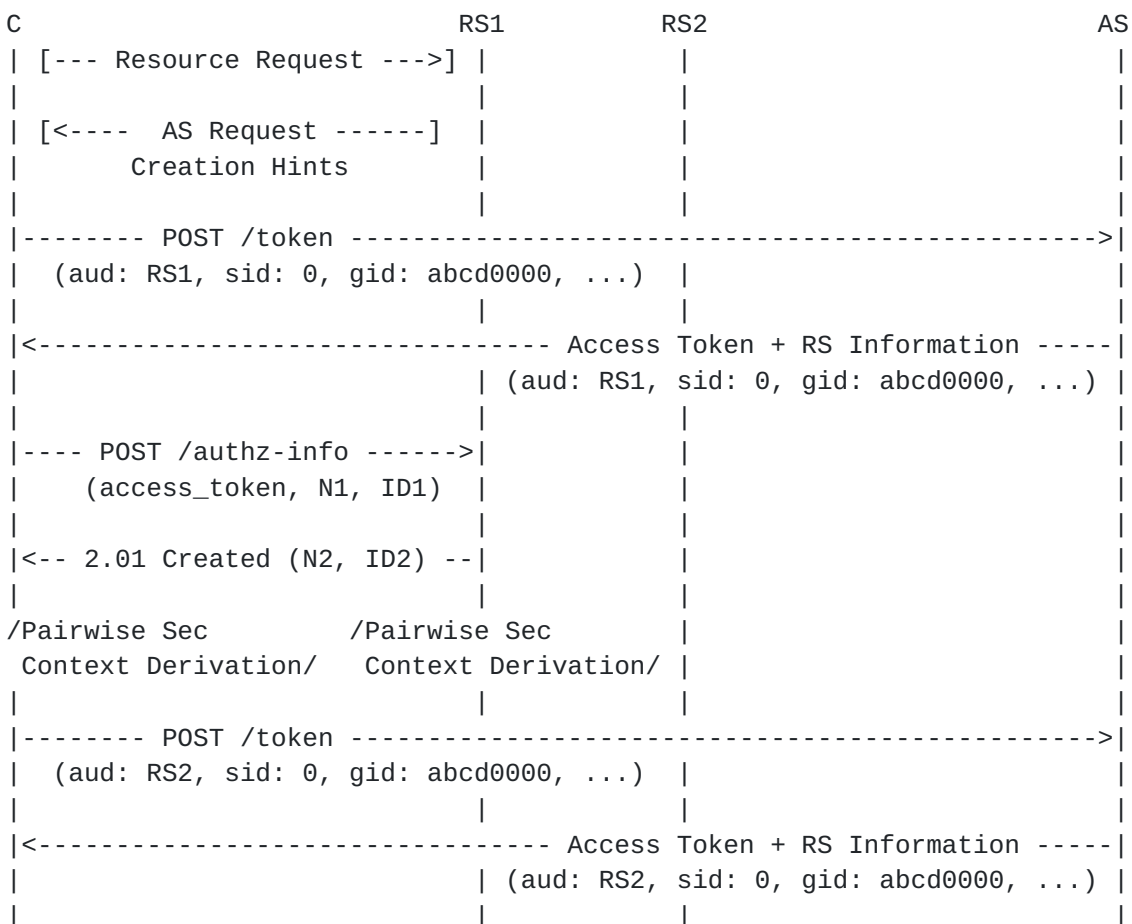 C                            RS1         RS2                         AS
| [--- Resource Request --->] |            |                           |
|                             |            |                           |
| [<----  AS Request ------]  |            |                           |
|       Creation Hints        |            |                           |
|                             |            |                           |
|-------- POST /token ------------------------------------------------>|
|  (aud: RS1, sid: 0, gid: abcd0000, ...)  |                           |
|                             |            |                           |
|<--------------------------------- Access Token + RS Information -----|
|                             | (aud: RS1, sid: 0, gid: abcd0000, ...) |
|                             |            |                           |
|---- POST /authz-info ------>|            |                           |
|    (access_token, N1, ID1)  |            |                           |
|                             |            |                           |
|<-- 2.01 Created (N2, ID2) --|            |                           |
|                             |            |                           |
/Pairwise Sec         /Pairwise Sec        |                           |
 Context Derivation/   Context Derivation/ |                           |
|                             |            |                           |
|-------- POST /token ------------------------------------------------>|
|  (aud: RS2, sid: 0, gid: abcd0000, ...)  |                           |
|                             |            |                           |
|<--------------------------------- Access Token + RS Information -----|
|                             | (aud: RS2, sid: 0, gid: abcd0000, ...) |
|                             |            |                           |